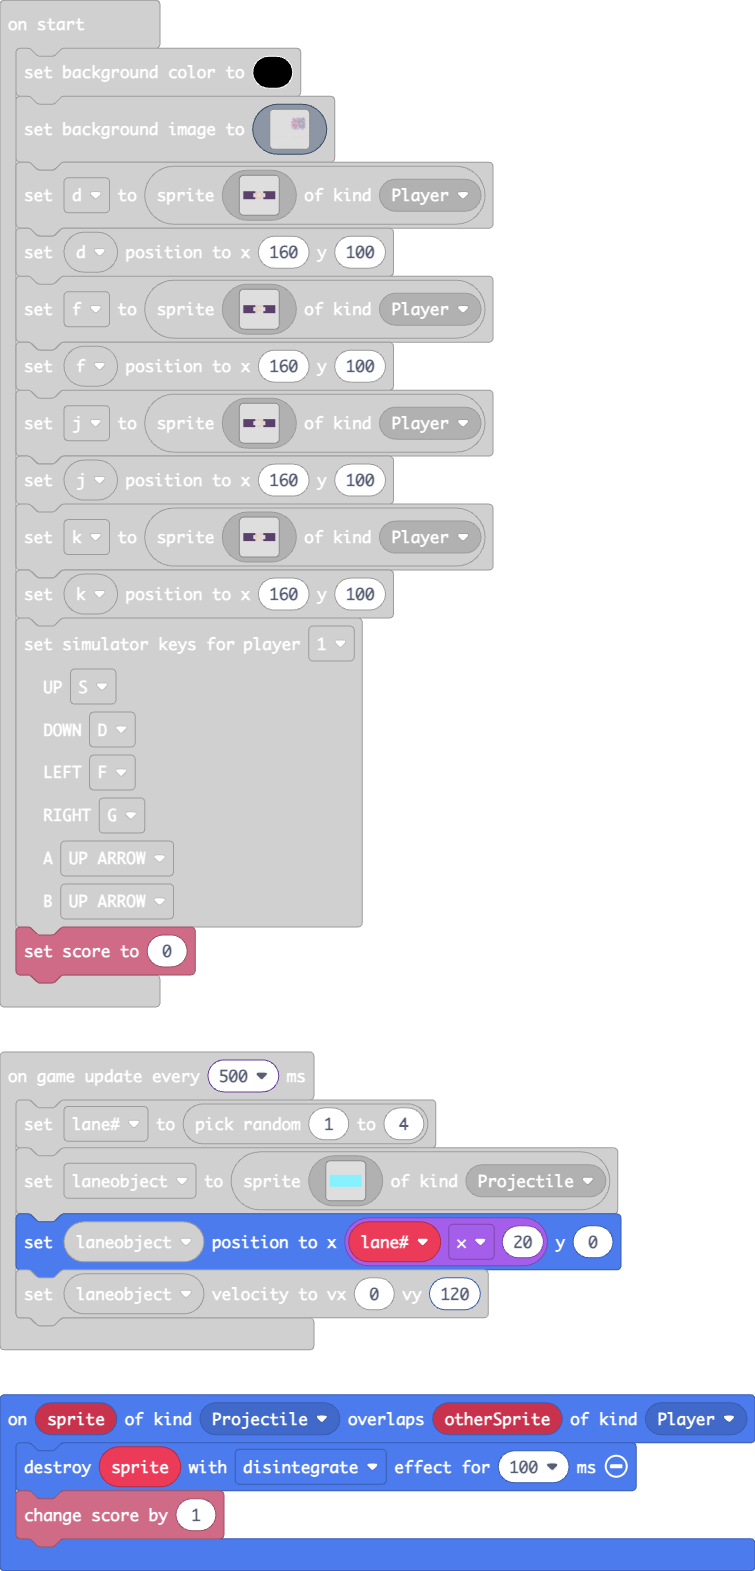 on start
set background color to
set background image to
set d to sprite of kind Player
set d position to x 160 y 100
set f to sprite of kind Player
set f position to x 160 y 100
set j to sprite of kind Player
set j position to x 160 y 100
set k to sprite of kind Player
set k position to x 160 y 100
set simulator keys for player 1
UP S
DOWN D
LEFT F
RIGHT G
A UP ARROW
B UP ARROW
set score to 0
on game update every 500 ms
set lane# to pick random 1 to 4
set laneobject to sprite of kind Projectile
set laneobject position to x lane# x 20 y 0
set laneobject velocity to vx 0 vy 120
on sprite of kind Projectile overlaps otherSprite of kind Player
destroy sprite with disintegrate effect for 100 ms
change score by 1